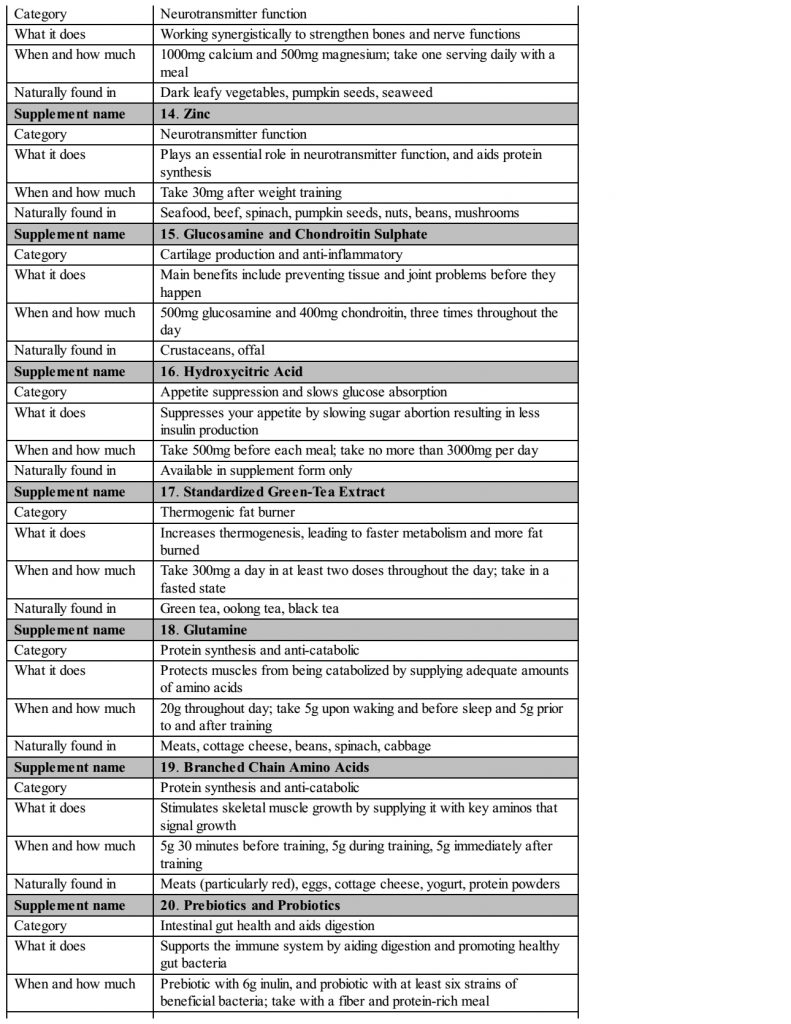 Category Neurotransmitter function
What it does Working synergistically to strengthen bones and nerve functions
When and how much 1000mg calcium and 500mg magnesium; take one serving daily with a
meal
Naturally found in Dark leafy vegetables, pumpkin seeds, seaweed
Supplement name 14. Zinc
Category Neurotransmitter function
What it does Plays an essential role in neurotransmitter function, and aids protein
synthesis
When and how much Take 30mg after weight training
Naturally found in Seafood, beef, spinach, pumpkin seeds, nuts, beans, mushrooms
Supplement name 15. Glucosamine and Chondroitin Sulphate
Category Cartilage production and anti-inflammatory
What it does Main benefits include preventing tissue and joint problems before they
happen
When and how much 500mg glucosamine and 400mg chondroitin, three times throughout the
day
Naturally found in Crustaceans, offal
Supplement name 16. Hydroxycitric Acid
Category Appetite suppression and slows glucose absorption
What it does Suppresses your appetite by slowing sugar abortion resulting in less
insulin production
When and how much Take 500mg before each meal; take no more than 3000mg per day
Naturally found in Available in supplement form only
Supplement name 17. Standardized Green-Tea Extract
Category Thermogenic fat burner
What it does Increases thermogenesis, leading to faster metabolism and more fat
burned
When and how much Take 300mg a day in at least two doses throughout the day; take in a
fasted state
Naturally found in Green tea, oolong tea, black tea
Supplement name 18. Glutamine
Category Protein synthesis and anti-catabolic
What it does Protects muscles from being catabolized by supplying adequate amounts
of amino acids
When and how much 20g throughout day; take 5g upon waking and before sleep and 5g prior
to and after training
Naturally found in Meats, cottage cheese, beans, spinach, cabbage
Supplement name 19. Branched Chain Amino Acids
Category Protein synthesis and anti-catabolic
What it does Stimulates skeletal muscle growth by supplying it with key aminos that
signal growth
When and how much 5g 30 minutes before training, 5g during training, 5g immediately after
training
Naturally found in Meats (particularly red), eggs, cottage cheese, yogurt, protein powders
Supplement name 20. Prebiotics and Probiotics
Category Intestinal gut health and aids digestion
What it does Supports the immune system by aiding digestion and promoting healthy
gut bacteria
When and how much Prebiotic with 6g inulin, and probiotic with at least six strains of
beneficial bacteria; take with a fiber and protein-rich meal